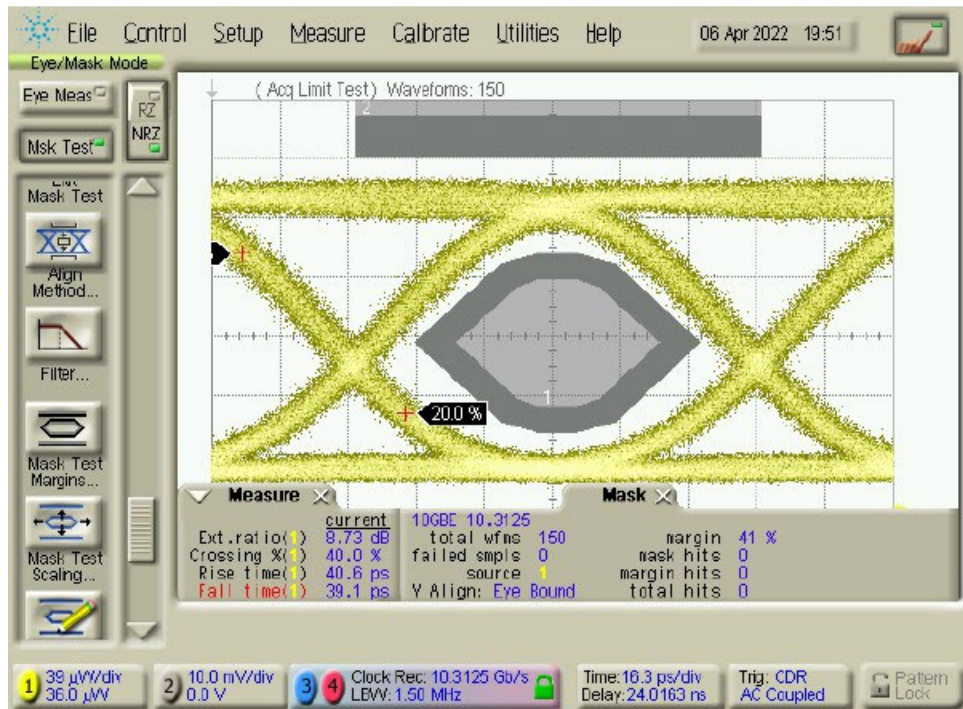 File Control Setup Measure Calibrate Utilities Help 06 Apr 2022 19:51
Eye/Mask Mode
Eye Meas
RZ
NRZ
Msk Test
( Acq Limit Test) Waveforms: 150
2
Mask Test
Align
Method...
Filter...
Mask Test
Margins...
Mask Test
Scaling...
1
20.0 %
Measure
current
Ext.ratio(1) 8.73 dB
Crossing %(1) 40.0 %
Rise time(1) 40.6 ps
Fall time(1) 39.1 ps
Mask
10GBE 10.3125
total wfms 150 margin 41 %
failed smpls 0 mask hits 0
source 1 margin hits 0
Y Align: Eye Bound total hits 0
1 39 µW/div
36.0 µW
2 10.0 mV/div
0.0 V
3 4 Clock Rec: 10.3125 Gb/s
LBW: 1.50 MHz
Time:16.3 ps/div
Delay:24.0163 ns
Trig: CDR
AC Coupled
Pattern
Lock